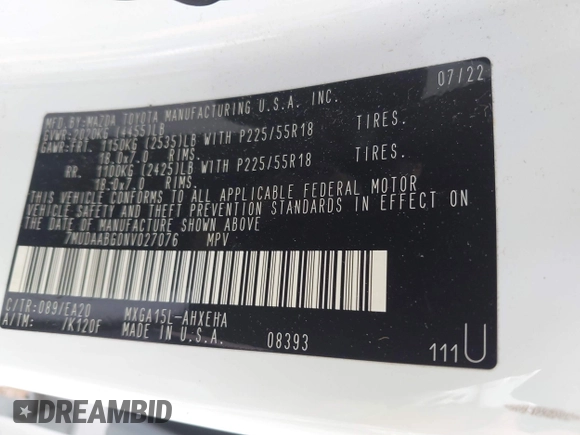 07/22
MFD.BY:MAZDA TOYOTA MANUFACTURING U.S.A. INC.
GVWR:2020KG (4455)LB
GAWR:FRT. 1150KG (2535)LB WITH P225/55R18 TIRES.
18.0x7.0 RIMS.
RR. 1100KG (2425)LB WITH P225/55R18 TIRES.
18.0x7.0 RIMS.
THIS VEHICLE CONFORMS TO ALL APPLICABLE FEDERAL MOTOR
VEHICLE SAFETY AND THEFT PREVENTION STANDARDS IN EFFECT ON
THE DATE OF MANUFACTURE SHOWN ABOVE.
7MUDAABG0NV027076 MPV
C/TR:089/EA20 MXGA15L-AHXEHA
A/TM: /K120F MADE IN U.S.A. 08393
111U
DREAMBID